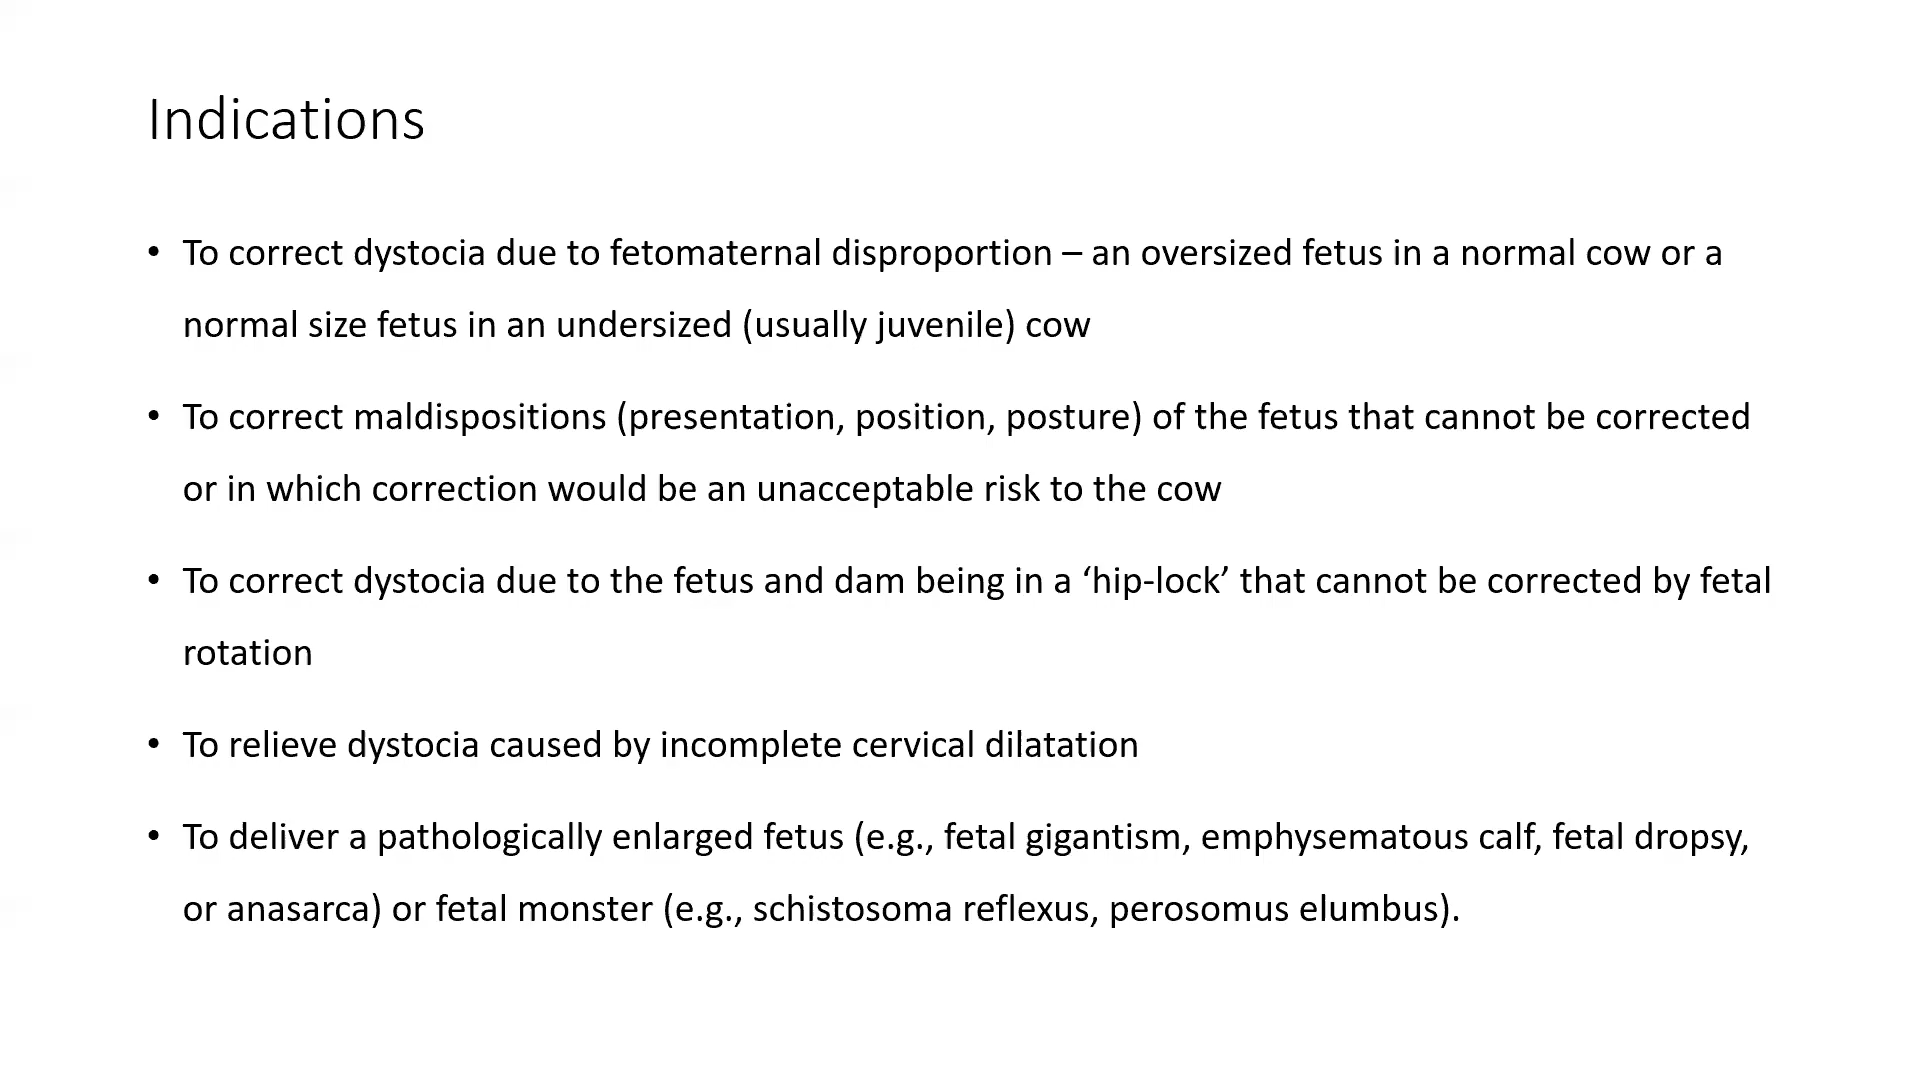 Indications
• To correct dystocia due to fetomaternal disproportion – an oversized fetus in a normal cow or a
normal size fetus in an undersized (usually juvenile) cow
• To correct maldispositions (presentation, position, posture) of the fetus that cannot be corrected
or in which correction would be an unacceptable risk to the cow
• To correct dystocia due to the fetus and dam being in a ‘hip-lock’ that cannot be corrected by fetal
rotation
• To relieve dystocia caused by incomplete cervical dilatation
• To deliver a pathologically enlarged fetus (e.g., fetal gigantism, emphysematous calf, fetal dropsy,
or anasarca) or fetal monster (e.g., schistosoma reflexus, perosomus elumbus).